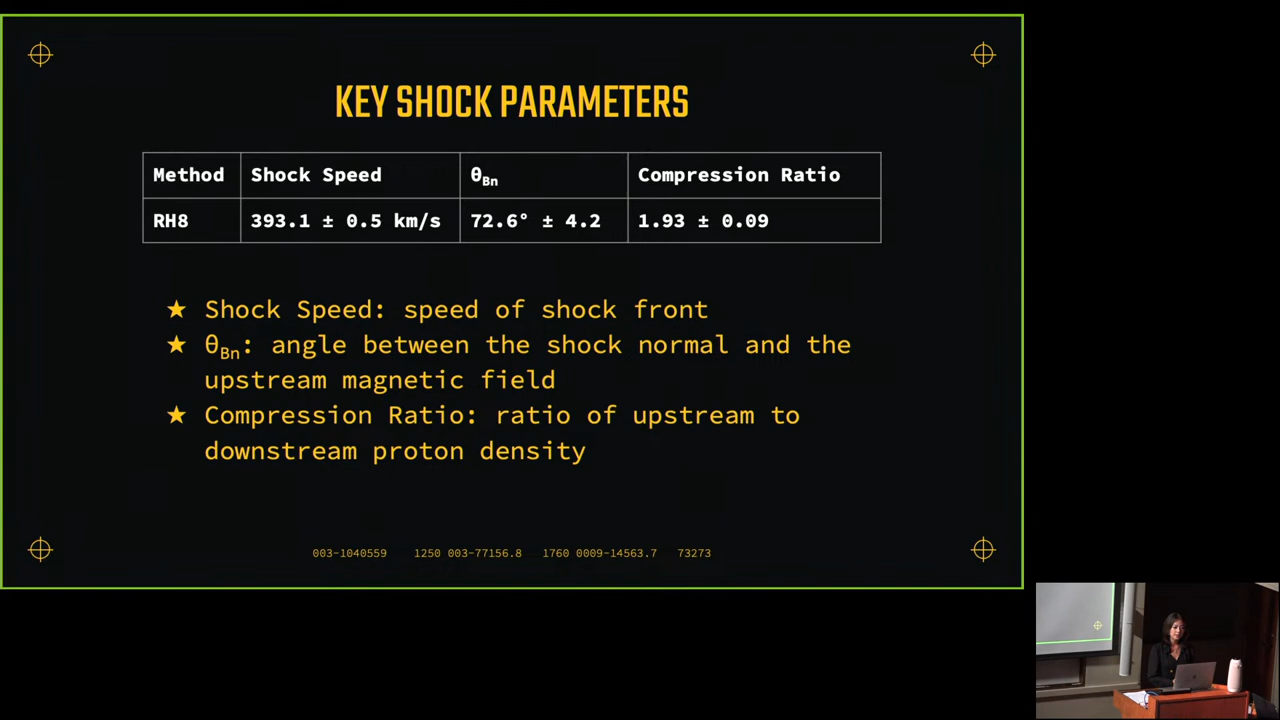 KEY SHOCK PARAMETERS
Method Shock Speed θBn Compression Ratio
RH8 393.1 ± 0.5 km/s 72.6° ± 4.2 1.93 ± 0.09
★ Shock Speed: speed of shock front
★ θBn: angle between the shock normal and the
upstream magnetic field
★ Compression Ratio: ratio of upstream to
downstream proton density
003-1040559 1250 003-77156.8 1760 0009-14563.7 73273